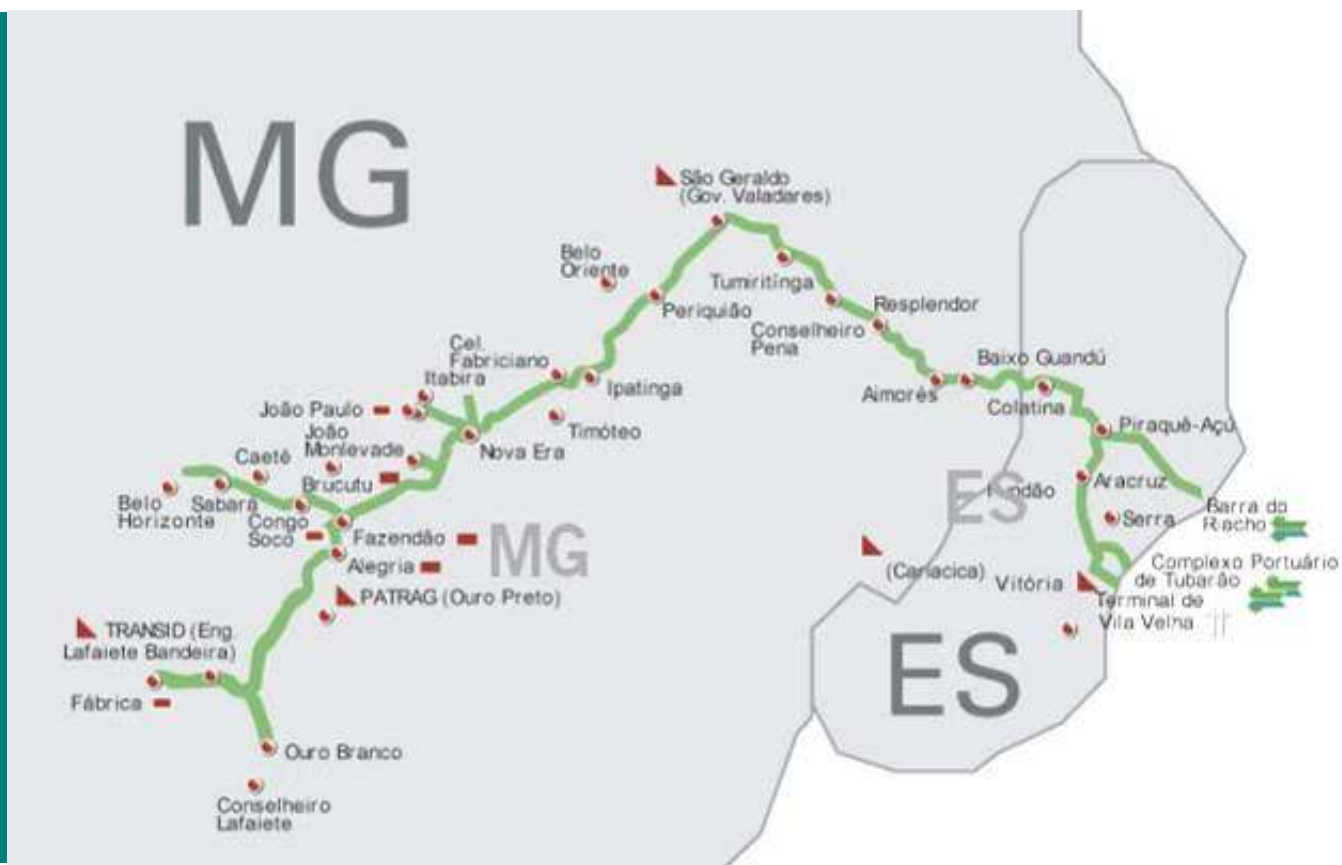 MG
São Geraldo
(Gov. Valadares)
Belo
Oriente
Tumiritinga
Periquião
Resplendor
Conselheiro
Pena
Cel.
Fabriciano
Itabira
Baixo Guandú
Ipatinga
Aimorés
Colatina
João Paulo
Timóteo
Piraquê-Açú
João
Monlevade
Nova Era
Caeté
Brucutu
Aracruz
Belo
Horizonte
Sabará
Congo
Soco
ES
Barra do
Riacho
Serra
Fazendão
MG
Alegria
(Cariacica)
Vitória
Complexo Portuário
de Tubarão
Terminal de
Vila Velha
PATRAG (Ouro Preto)
TRANSID (Eng.
Lafaiete Bandeira)
ES
Fábrica
Ouro Branco
Conselheiro
Lafaiete